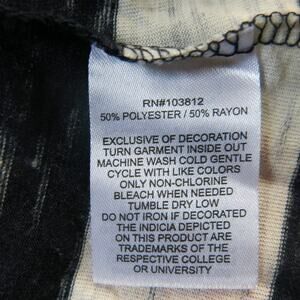 RN#103812
50% POLYESTER / 50% RAYON
EXCLUSIVE OF DECORATION
TURN GARMENT INSIDE OUT
MACHINE WASH COLD GENTLE
CYCLE WITH LIKE COLORS
ONLY NON-CHLORINE
BLEACH WHEN NEEDED
TUMBLE DRY LOW
DO NOT IRON IF DECORATED
THE INDICIA DEPICTED
ON THIS PRODUCT ARE
TRADEMARKS OF THE
RESPECTIVE COLLEGE
OR UNIVERSITY